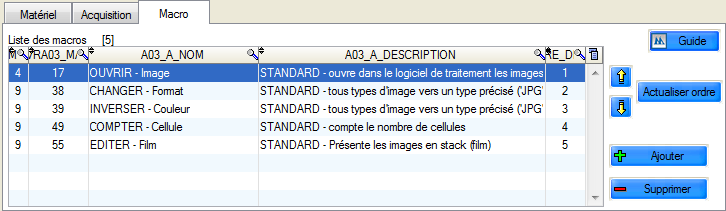 Matériel Acquisition Macro
Liste des macros [5]
Guide
A03_A_NOM A03_A_DESCRIPTION
4 17 OUVRIR - Image STANDARD - ouvre dans le logiciel de traitement les images 1
9 38 CHANGER - Format STANDARD - tous types d'image vers un type précisé ('JPG' 2
9 39 INVERSER - Couleur STANDARD - tous types d'image vers un type précisé ('JPG' 3
9 49 COMPTER - Cellule STANDARD - compte le nombre de cellules 4
9 55 EDITER - Film STANDARD - Présente les images en stack (film) 5
Actualiser ordre
Ajouter
Supprimer